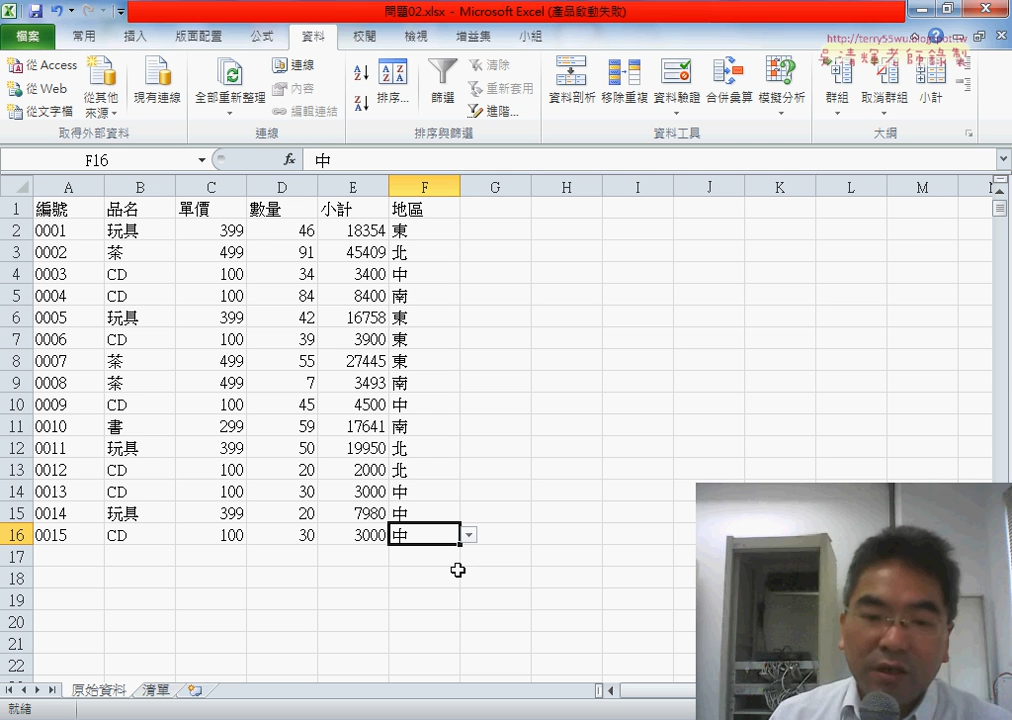 問題02.xlsx - Microsoft Excel (產品啟動失敗)
檔案 常用 插入 版面配置 公式 資料 校閱 檢視 增益集 小組
http://terry55wu.blogspot
吳清輝老師錄製
從 Access
從 Web
從文字檔
從其他來源
現有連線
取得外部資料
全部重新整理
連線
內容
編輯連結
連線
排序...
篩選
清除
重新套用
進階...
排序與篩選
資料剖析 移除重複 資料驗證 合併彙算 模擬分析
資料工具
群組 取消群組 小計
大綱
F16 fx 中
A B C D E F G H I J K L M
1 編號 品名 單價 數量 小計 地區
2 0001 玩具 399 46 18354 東
3 0002 茶 499 91 45409 北
4 0003 CD 100 34 3400 中
5 0004 CD 100 84 8400 南
6 0005 玩具 399 42 16758 東
7 0006 CD 100 39 3900 東
8 0007 茶 499 55 27445 東
9 0008 茶 499 7 3493 南
10 0009 CD 100 45 4500 中
11 0010 書 299 59 17641 南
12 0011 玩具 399 50 19950 北
13 0012 CD 100 20 2000 北
14 0013 CD 100 30 3000 中
15 0014 玩具 399 20 7980 中
16 0015 CD 100 30 3000 中
17
18
19
20
21
22
原始資料 清單
就緒